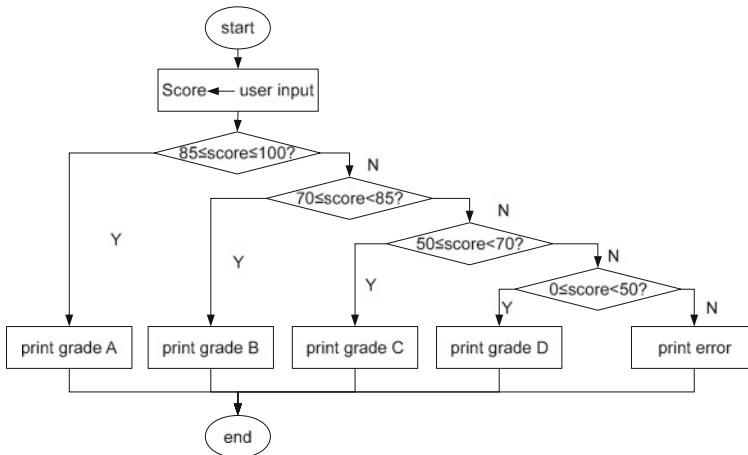 start
Score← user input
85≤score≤100?
N
70≤score<85?
N
Y
50≤score<70?
Y
N
Y
0≤score<50?
Y
N
print grade A
print grade B
print grade C
print grade D
print error
end